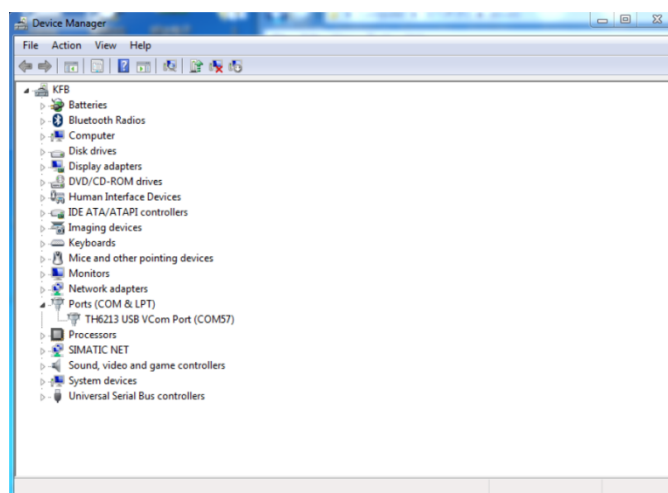 Device Manager
File Action View Help
KFB
Batteries
Bluetooth Radios
Computer
Disk drives
Display adapters
DVD/CD-ROM drives
Human Interface Devices
IDE ATA/ATAPI controllers
Imaging devices
Keyboards
Mice and other pointing devices
Monitors
Network adapters
Ports (COM & LPT)
TH6213 USB VCom Port (COM57)
Processors
SIMATIC NET
Sound, video and game controllers
System devices
Universal Serial Bus controllers